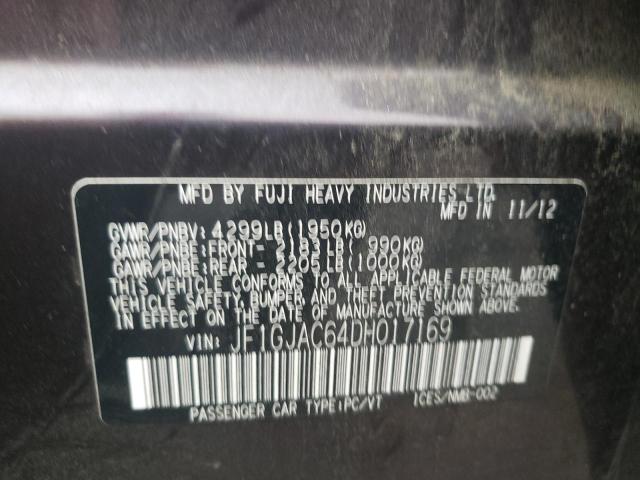 MFD BY FUJI HEAVY INDUSTRIES LTD.
MFD IN 11/12
GVWR/PNBV: 4299LB(1950KG)
GAWR/PNBE:FRONT- 2183LB( 990KG)
GAWR/PNBE:REAR - 2205LB(1000KG)
THIS VEHICLE CONFORMS TO ALL APPLICABLE FEDERAL MOTOR
VEHICLE SAFETY,BUMPER,AND THEFT PREVENTION STANDARDS
IN EFFECT ON THE DATE OF MANUFACTURE SHOWN ABOVE.
VIN: JF1GJAC64DH017169
PASSENGER CAR TYPE:PC/VT ICES/NMB-002